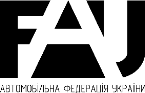 FAU
АВТОМОБІЛЬНА ФЕДЕРАЦІЯ УКРАЇНИ